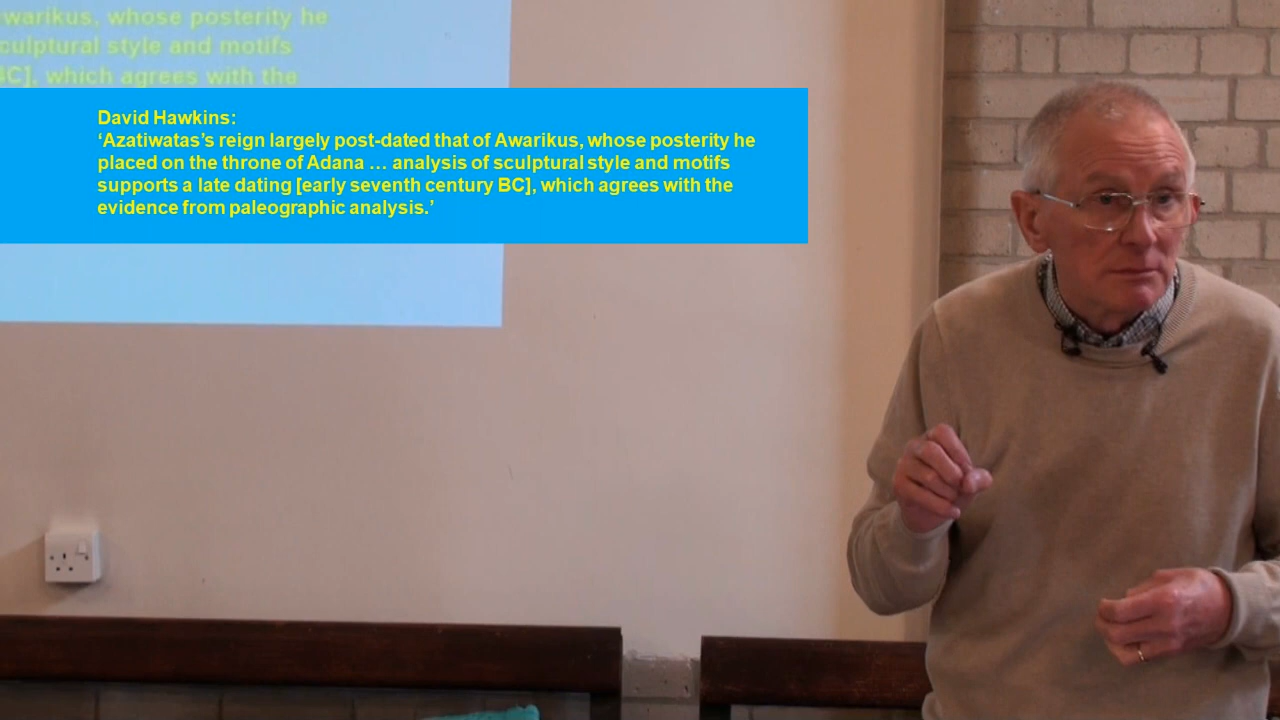 warikus, whose posterity he
culptural style and motifs
BC], which agrees with the
David Hawkins:
‘Azatiwatas’s reign largely post-dated that of Awarikus, whose posterity he
placed on the throne of Adana … analysis of sculptural style and motifs
supports a late dating [early seventh century BC], which agrees with the
evidence from paleographic analysis.’